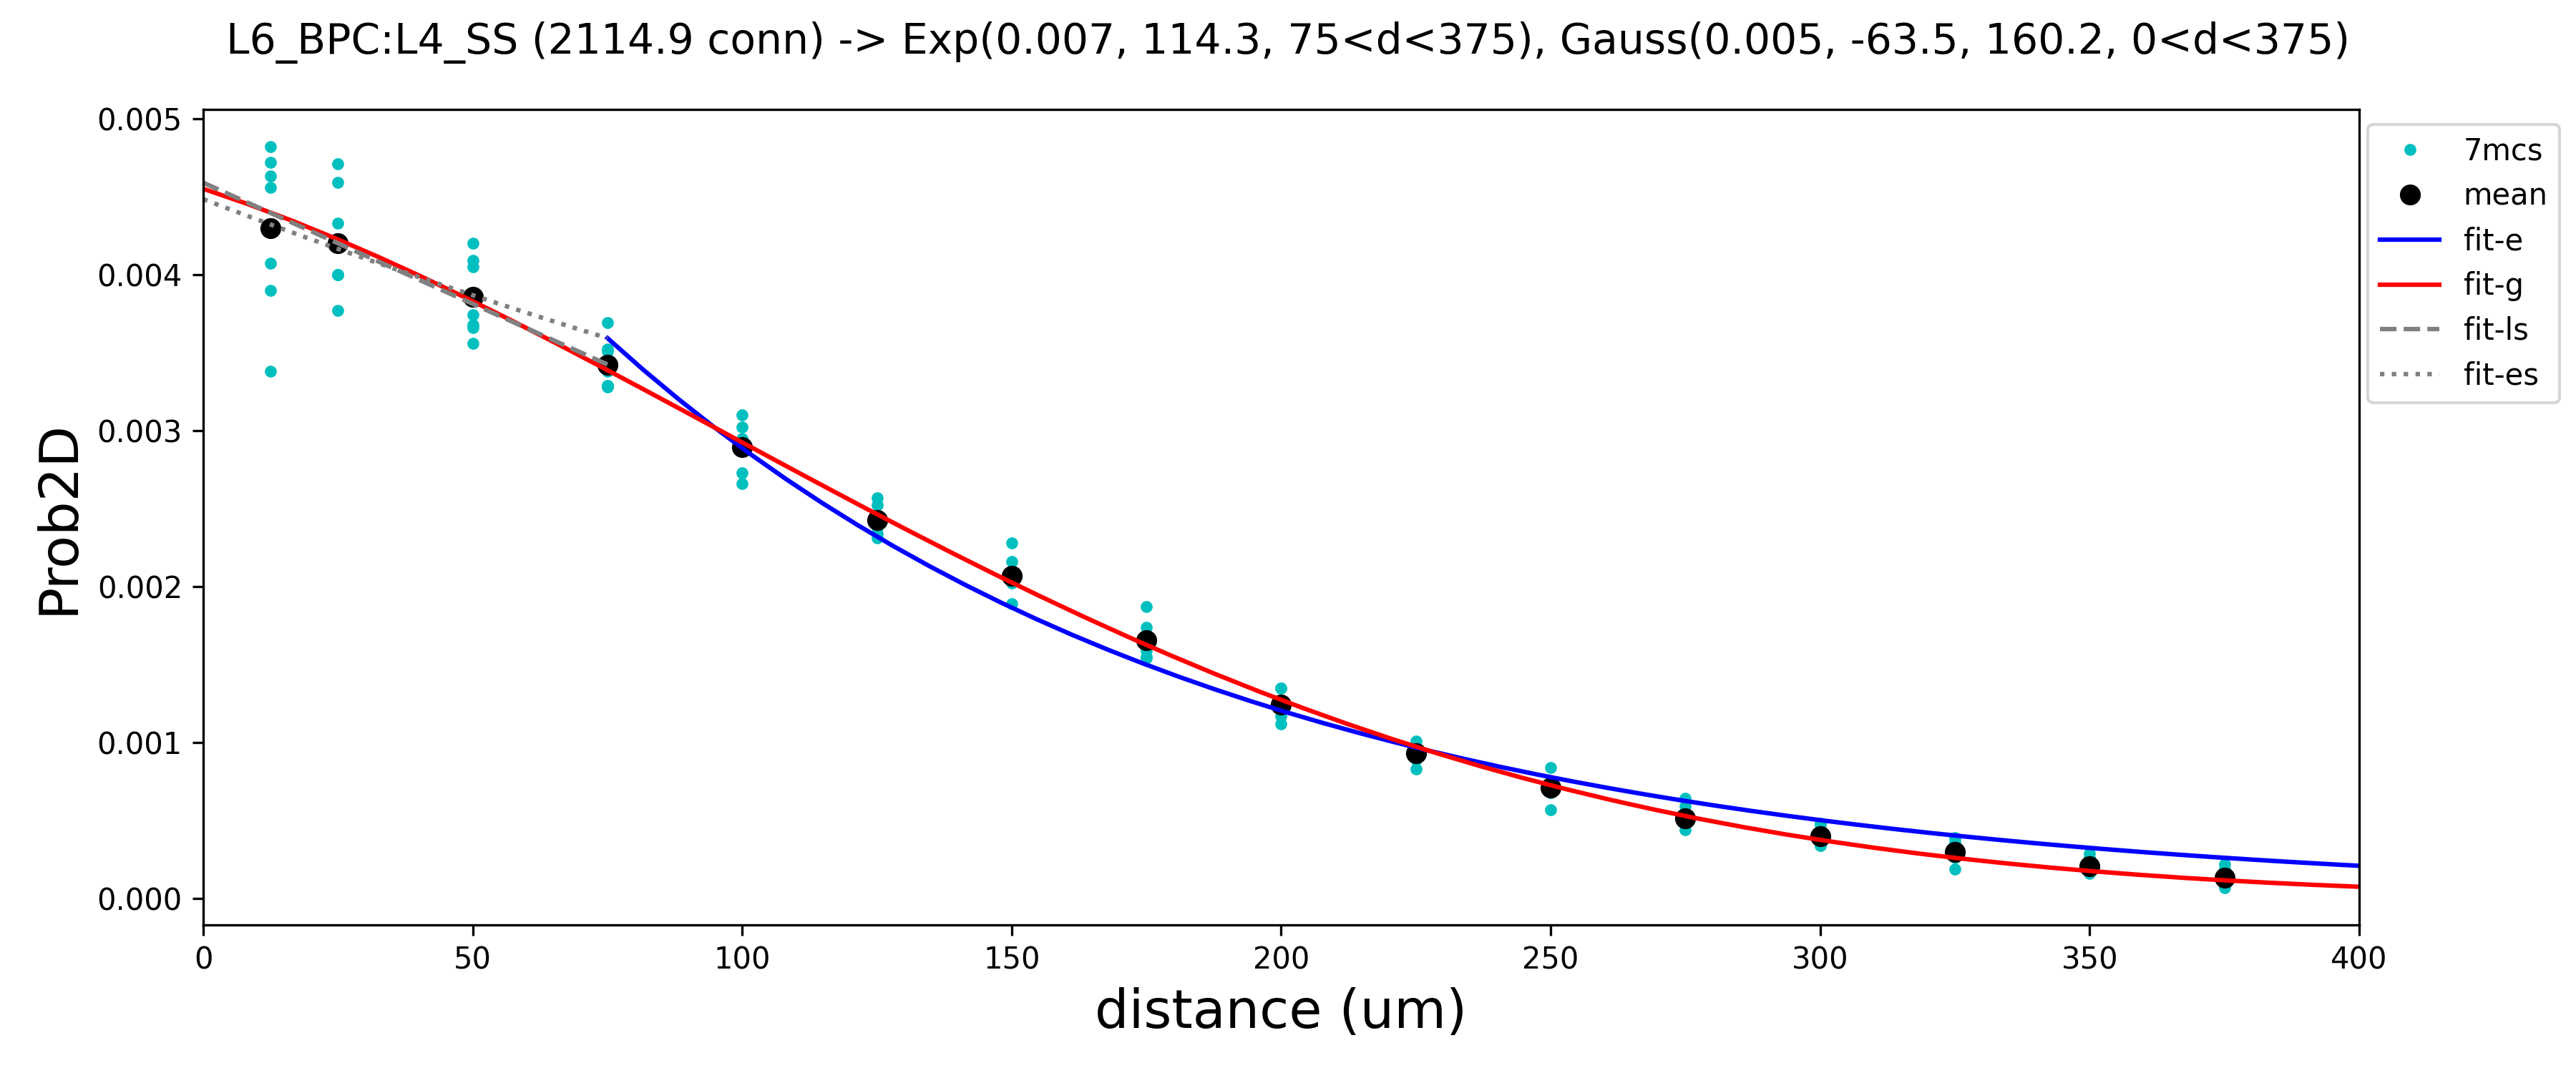 L6_BPC:L4_SS (2114.9 conn) -> Exp(0.007, 114.3, 75<d<375), Gauss(0.005, -63.5, 160.2, 0<d<375)
0.005
0.004
0.003
0.002
0.001
0.000
Prob2D
0 50 100 150 200 250 300 350 400
distance (um)
7mcs
mean
fit-e
fit-g
fit-ls
fit-es